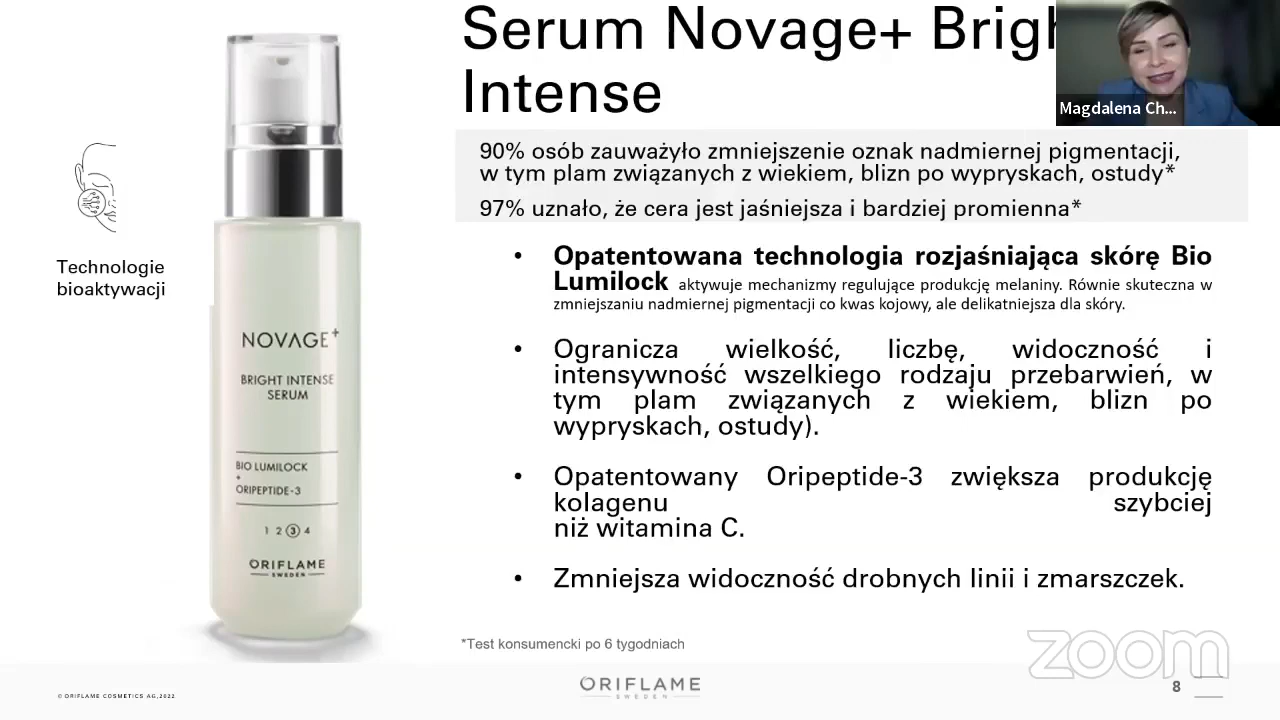 Serum Novage+ Brigh
Intense
Magdalena Ch...
90% osób zauważyło zmniejszenie oznak nadmiernej pigmentacji,
w tym plam związanych z wiekiem, blizn po wypryskach, ostudy*
97% uznało, że cera jest jaśniejsza i bardziej promienna*
Technologie
bioaktywacji
• Opatentowana technologia rozjaśniająca skórę Bio
Lumilock aktywuje mechanizmy regulujące produkcję melaniny. Równie skuteczna w
zmniejszaniu nadmiernej pigmentacji co kwas kojowy, ale delikatniejsza dla skóry.
• Ogranicza wielkość, liczbę, widoczność i
intensywność wszelkiego rodzaju przebarwień, w
tym plam związanych z wiekiem, blizn po
wypryskach, ostudy).
• Opatentowany Oripeptide-3 zwiększa produkcję
kolagenu szybciej
niż witamina C.
• Zmniejsza widoczność drobnych linii i zmarszczek.
NOVAGE+
BRIGHT INTENSE
SERUM
BIO LUMILOCK
+
ORIPEPTIDE-3
1 2 3 4
ORIFLAME
SWEDEN
*Test konsumencki po 6 tygodniach
zoom
© ORIFLAME COSMETICS AG,2022
ORIFLAME
SWEDEN
8